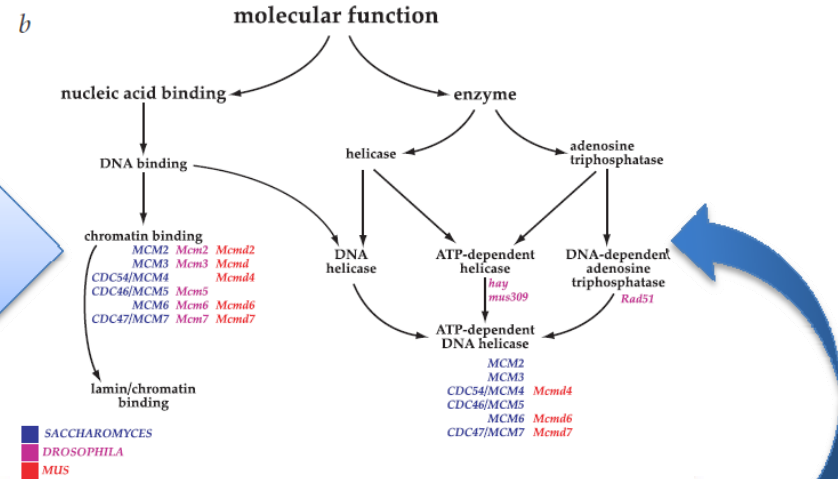 b
molecular function
nucleic acid binding
enzyme
DNA binding
helicase
adenosine
triphosphatase
chromatin binding
MCM2 Mcm2 Mcmd2
MCM3 Mcm3 Mcmd
CDC54/MCM4 Mcmd4
CDC46/MCM5 Mcm5
MCM6 Mcm6 Mcmd6
CDC47/MCM7 Mcm7 Mcmd7
DNA
helicase
ATP-dependent
helicase
hay
mus309
DNA-dependent
adenosine
triphosphatase
Rad51
ATP-dependent
DNA helicase
MCM2
MCM3
CDC54/MCM4 Mcmd4
CDC46/MCM5
MCM6 Mcmd6
CDC47/MCM7 Mcmd7
lamin/chromatin
binding
SACCHAROMYCES
DROSOPHILA
MUS